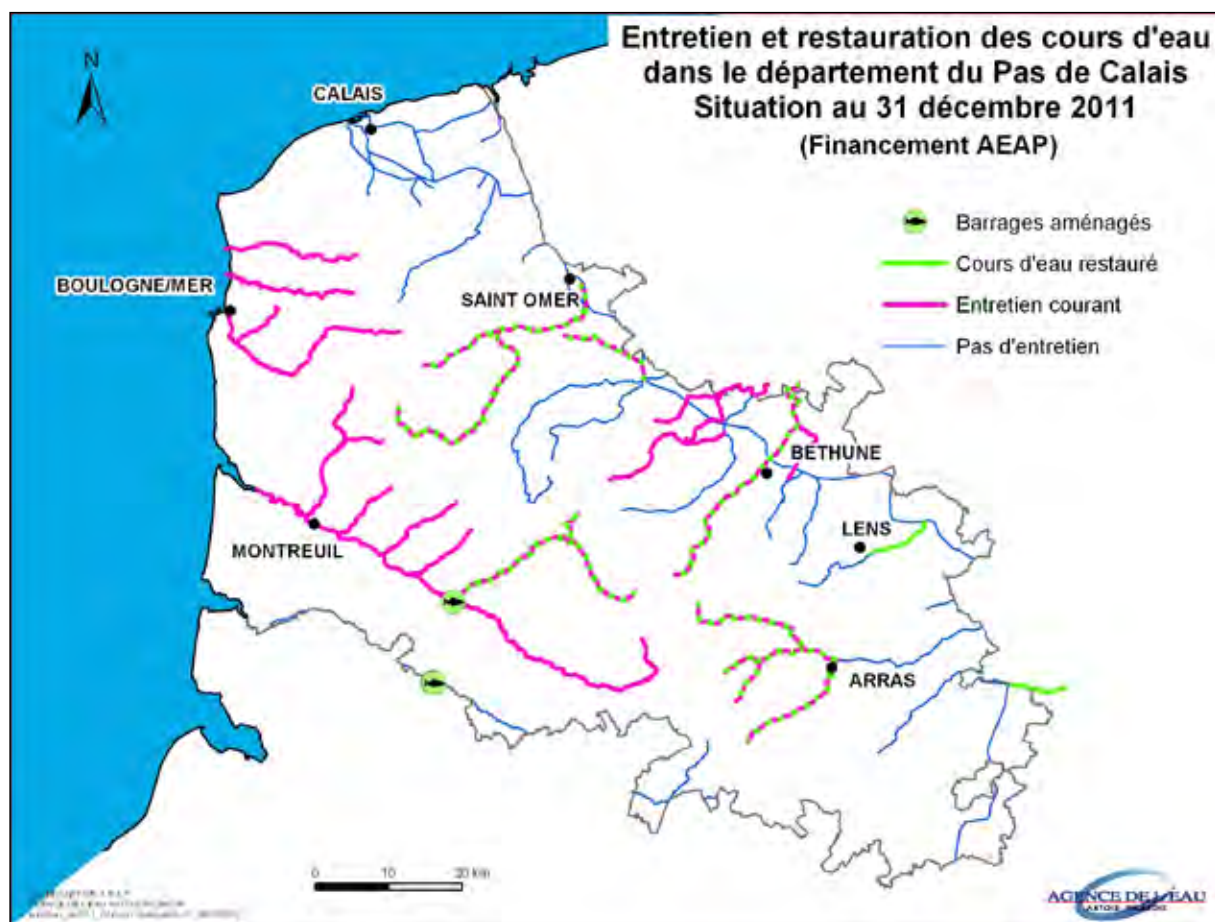 Entretien et restauration des cours d'eau
dans le département du Pas de Calais
Situation au 31 décembre 2011
(Financement AEAP)
N
CALAIS
Barrages aménagés
Cours d'eau restauré
Entretien courant
Pas d'entretien
BOULOGNE/MER
SAINT OMER
BETHUNE
LENS
MONTREUIL
ARRAS
0 10 20 km
AGENCE DE L'EAU
ARTOIS PICARDIE